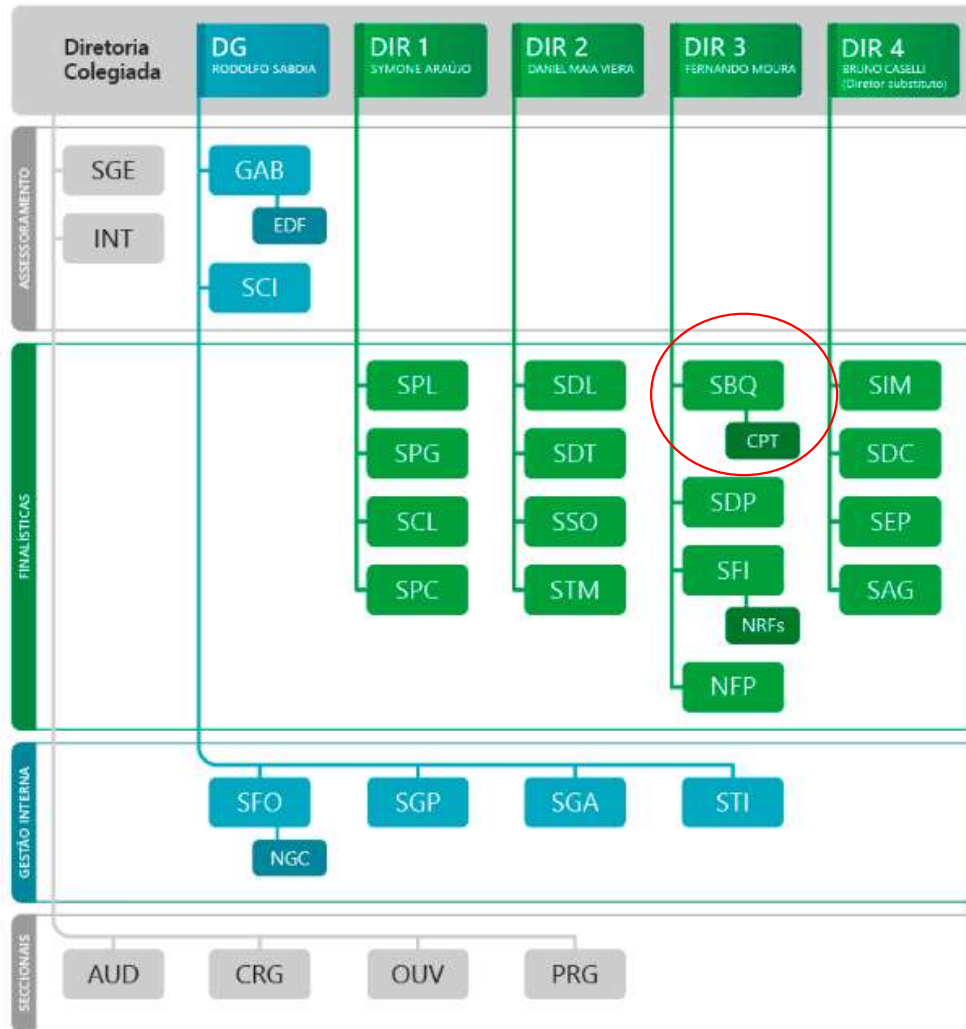 Diretoria
Colegiada
DG
RODOLFO SABOIA
DIR 1
SYMONE ARAÚJO
DIR 2
DANIEL MAIA VIEIRA
DIR 3
FERNANDO MOURA
DIR 4
BRUNO CASELLI
(Diretor substituto)
ASSESSORAMENTO
SGE
GAB
EDF
INT
SCI
FINALÍSTICAS
SPL
SDL
SBQ
SIM
CPT
SPG
SDT
SDC
SDP
SCL
SSO
SEP
SFI
SPC
STM
SAG
NRFs
NFP
GESTÃO INTERNA
SFO
SGP
SGA
STI
NGC
SECCIONAIS
AUD
CRG
OUV
PRG